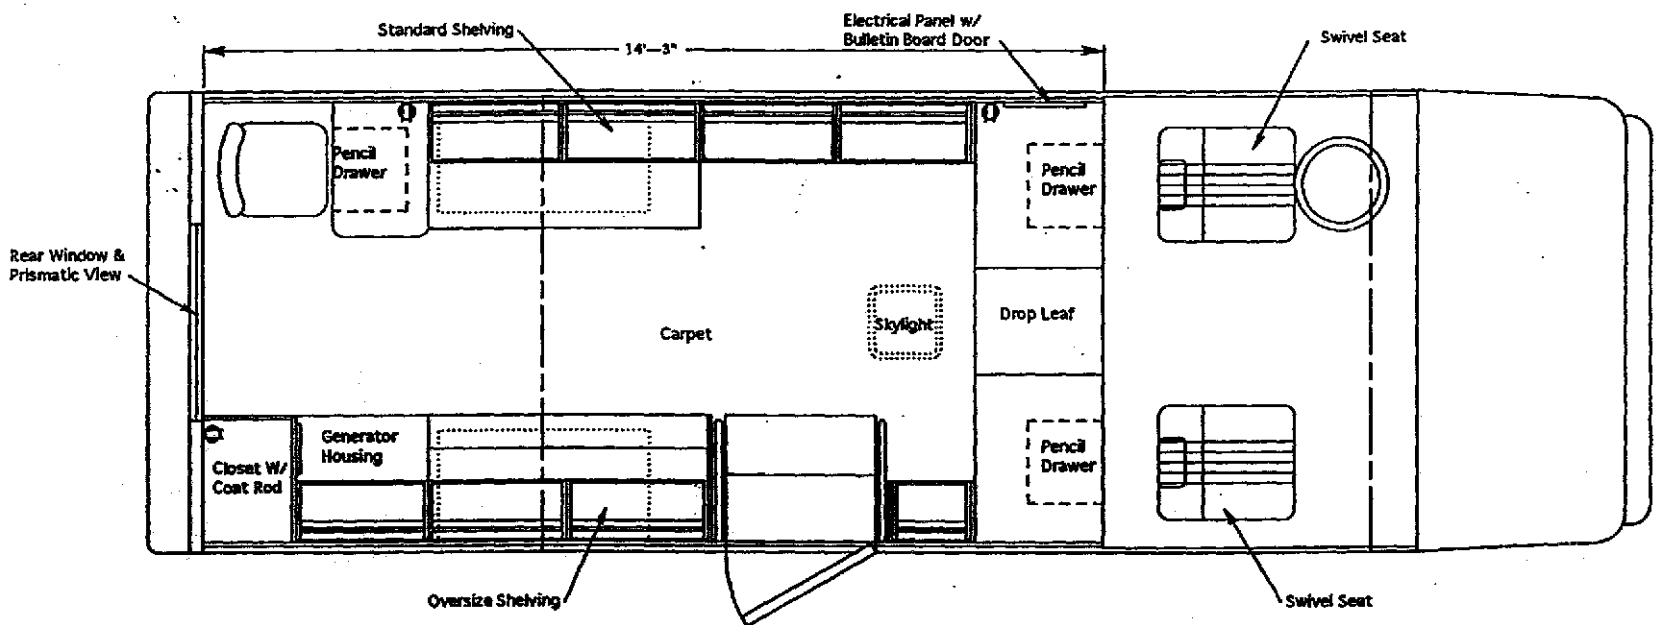 Standard Shelving
14'—3"
Electrical Panel w/
Bulletin Board Door
Swivel Seat
Pencil
Drawer
Pencil
Drawer
Rear Window &
Prismatic View
Carpet
Skylight
Drop Leaf
Generator
Housing
Closet W/
Coat Rod
Pencil
Drawer
Oversize Shelving
Swivel Seat